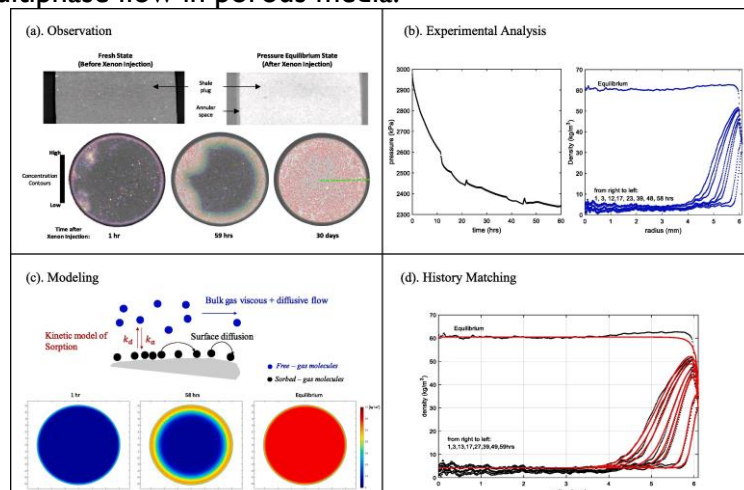 ultiphase flow in porous media.
(a). Observation
Fresh State
(Before Xenon Injection)
Pressure Equilibrium State
(After Xenon Injection)
Shale
plug
Annular
space
High
Concentration
Contours
Low
Time after
Xenon Injection:
1 hr
59 hrs
30 days
(b). Experimental Analysis
3000
2900
2800
2700
2600
2500
2400
2300
pressure (kPa)
0 10 20 30 40 50 60
time (hrs)
70
60
50
40
30
20
10
0
Density (kg/m³)
Equilibrium
from right to left:
1, 3, 12,17, 23, 39, 48, 58 hrs
0 1 2 3 4 5 6
radius (mm)
(c). Modeling
Bulk gas viscous + diffusive flow
Kinetic model of
Sorption
k_d k_a
Surface diffusion
Free – gas molecules
Sorbed – gas molecules
1 hr
58 hrs
Equilibrium
(d). History Matching
70
60
50
40
30
20
10
0
density (kg/m³)
Equilibrium
from right to left:
1,3,13,17,27,39,49,59hrs
0 1 2 3 4 5 6